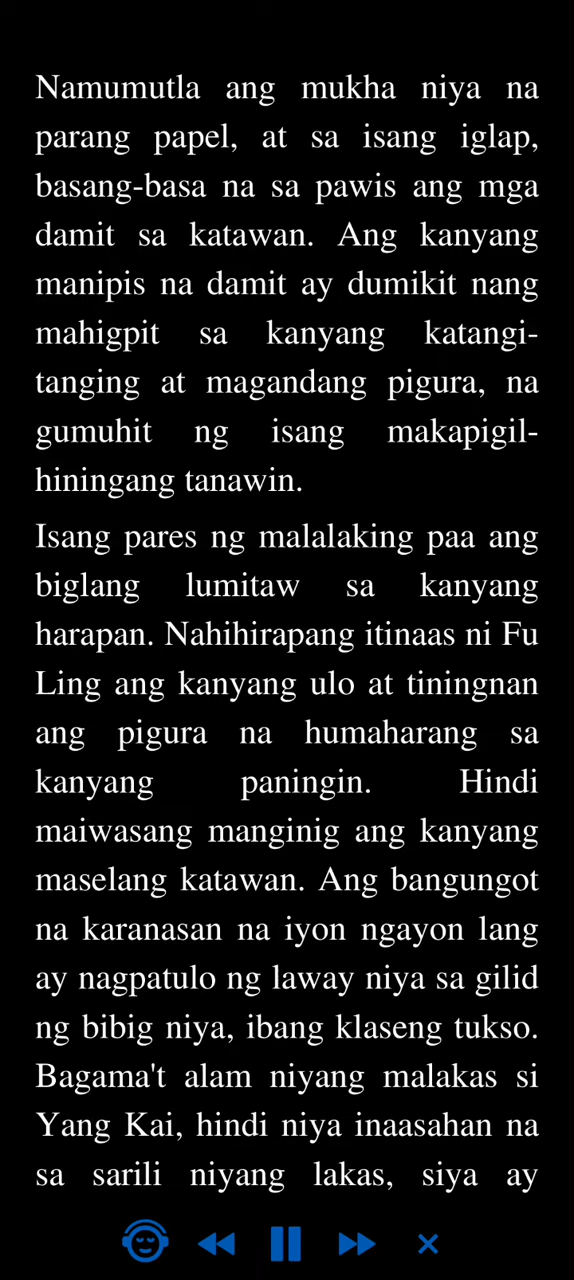 Namumutla ang mukha niya na
parang papel, at sa isang iglap,
basang-basa na sa pawis ang mga
damit sa katawan. Ang kanyang
manipis na damit ay dumikit nang
mahigpit sa kanyang katangi-
tanging at magandang pigura, na
gumuhit ng isang makapigil-
hiningang tanawin.
Isang pares ng malalaking paa ang
biglang lumitaw sa kanyang
harapan. Nahihirapang itinaas ni Fu
Ling ang kanyang ulo at tiningnan
ang pigura na humaharang sa
kanyang paningin. Hindi
maiwasang manginig ang kanyang
maselang katawan. Ang bangungot
na karanasan na iyon ngayon lang
ay nagpatulo ng laway niya sa gilid
ng bibig niya, ibang klaseng tukso.
Bagama't alam niyang malakas si
Yang Kai, hindi niya inaasahan na
sa sarili niyang lakas, siya ay